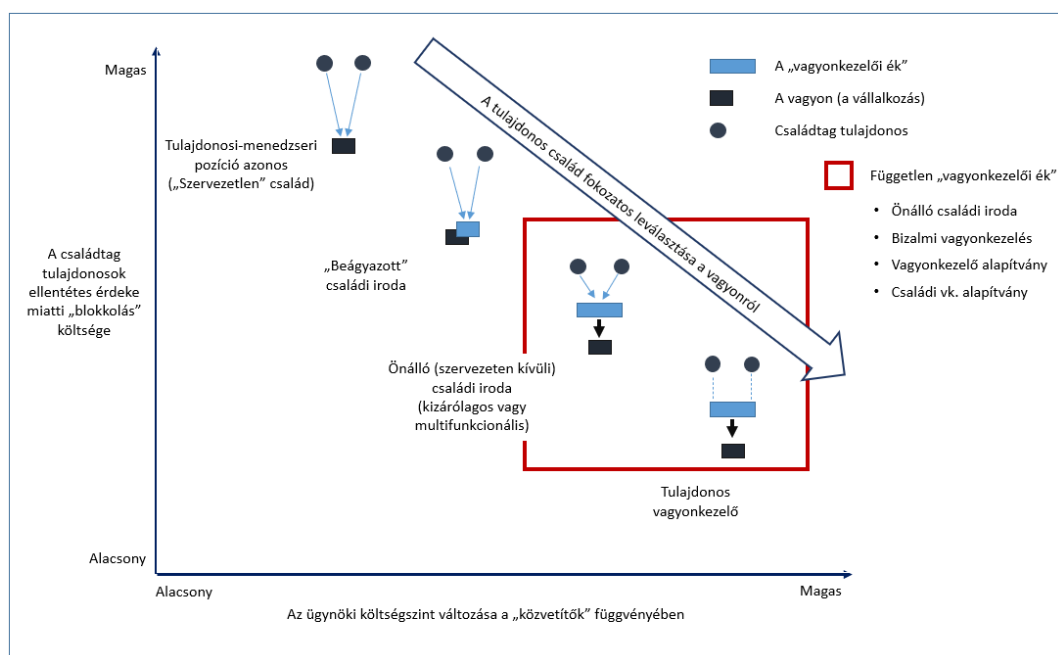 Magas
A „vagyonkezelői ék”
A vagyon (a vállalkozás)
Családtag tulajdonos
A tulajdonos család fokozatos leválasztása a vagyonról
Tulajdonosi-menedzseri
pozíció azonos
(„Szervezetlen” család)
Független „vagyonkezelői ék”
• Önálló családi iroda
• Bizalmi vagyonkezelés
• Vagyonkezelő alapítvány
• Családi vk. alapítvány
A családtag
tulajdonosok
ellentétes érdeke
miatti „blokkolás”
költsége
„Beágyazott”
családi iroda
Önálló (szervezeten kívüli)
családi iroda
(kizárólagos vagy
multifunkcionális)
Tulajdonos
vagyonkezelő
Alacsony
Alacsony
Magas
Az ügynöki költségszint változása a „közvetítők” függvényében